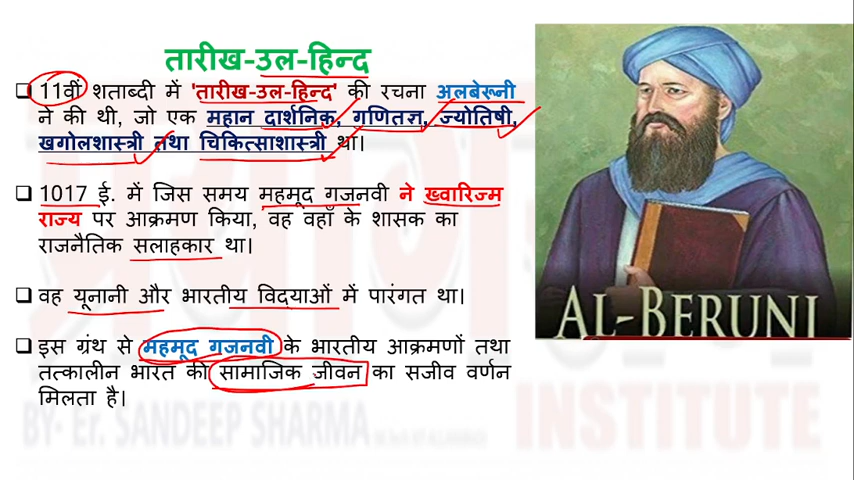 तारीख-उल-हिन्द
11वीं शताब्दी में 'तारीख-उल-हिन्द' की रचना अलबेरूनी
ने की थी, जो एक महान दार्शनिक, गणितज्ञ, ज्योतिषी,
खगोलशास्त्री तथा चिकित्साशास्त्री था।
1017 ई. में जिस समय महमूद गजनवी ने ख्वारिज्म
राज्य पर आक्रमण किया, वह वहाँ के शासक का
राजनैतिक सलाहकार था।
वह यूनानी और भारतीय विद्याओं में पारंगत था।
इस ग्रंथ से महमूद गजनवी के भारतीय आक्रमणों तथा
तत्कालीन भारत की सामाजिक जीवन का सजीव वर्णन
मिलता है।
AL-BERUNI
BY- Er. SANDEEP SHARMA
INSTITUTE